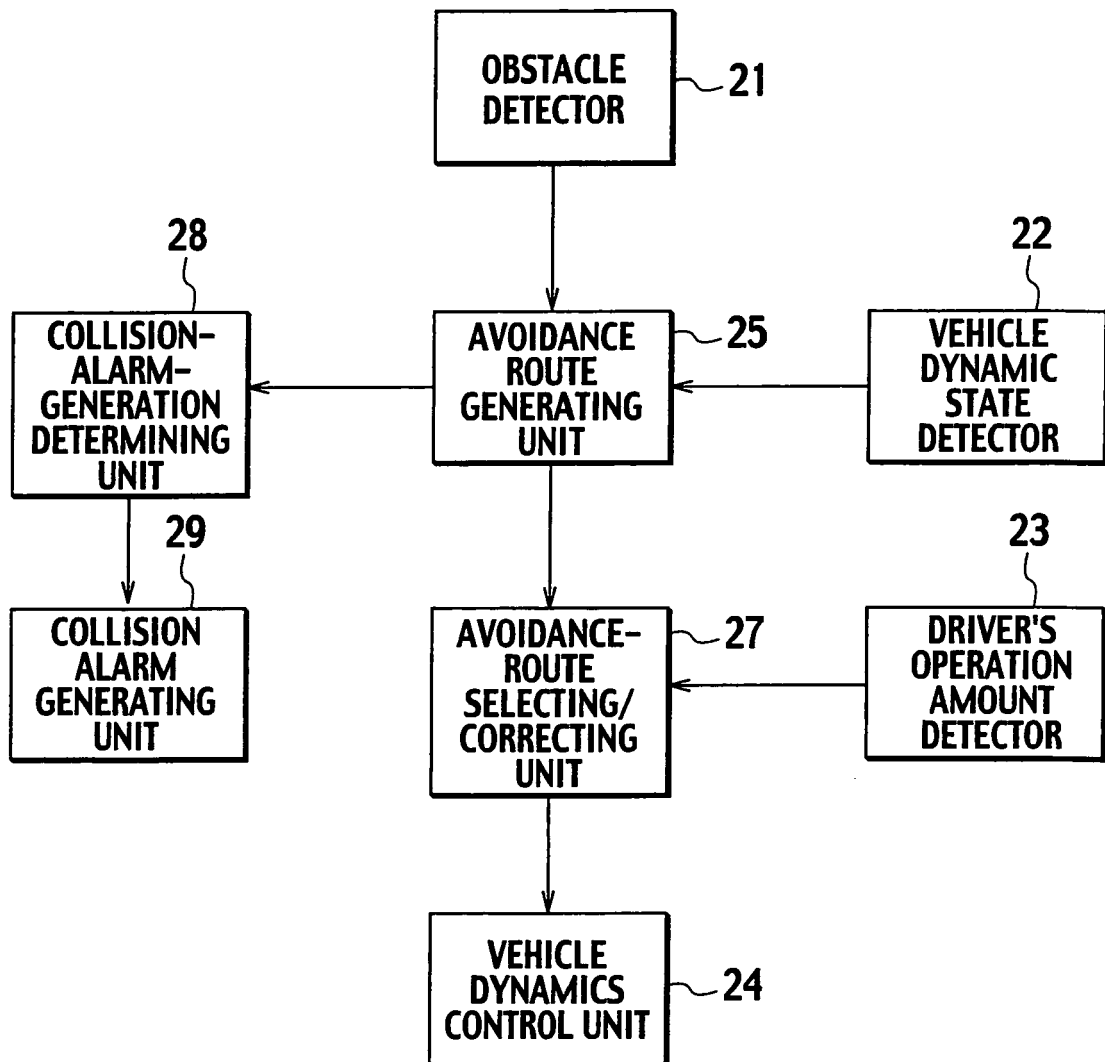 OBSTACLE
DETECTOR
21
28
22
COLLISION-
ALARM-
GENERATION
DETERMINING
UNIT
AVOIDANCE
ROUTE
GENERATING
UNIT
25
VEHICLE
DYNAMIC
STATE
DETECTOR
29
23
COLLISION
ALARM
GENERATING
UNIT
AVOIDANCE-
ROUTE
SELECTING/
CORRECTING
UNIT
27
DRIVER'S
OPERATION
AMOUNT
DETECTOR
VEHICLE
DYNAMICS
CONTROL UNIT
24